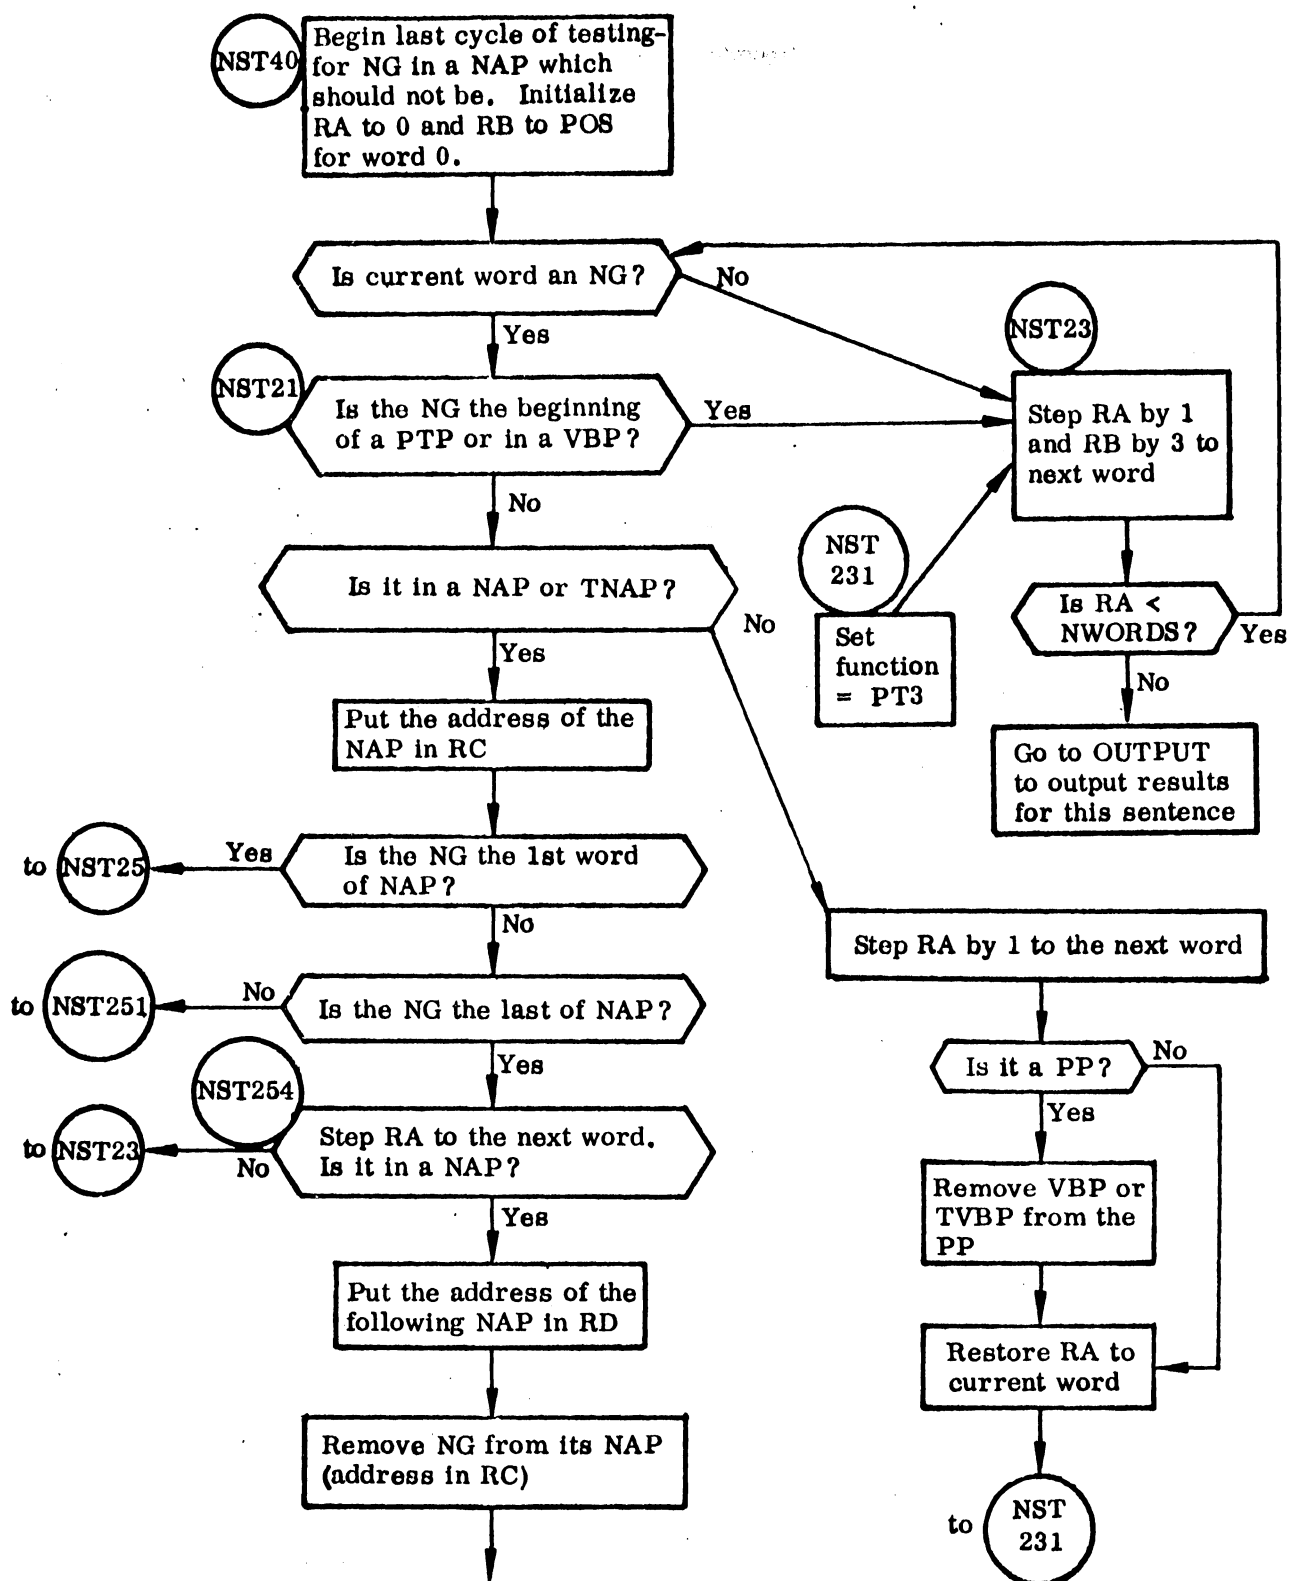 NST40
Begin last cycle of testing-
for NG in a NAP which
should not be. Initialize
RA to 0 and RB to POS
for word 0.
Is current word an NG?
No
Yes
NST23
NST21
Is the NG the beginning
of a PTP or in a VBP?
Yes
Step RA by 1
and RB by 3 to
next word
No
NST
231
Is it in a NAP or TNAP?
No
Yes
Set
function
= PT3
Is RA <
NWORDS?
Yes
No
Put the address of the
NAP in RC
Go to OUTPUT
to output results
for this sentence
to NST25
Yes
Is the NG the 1st word
of NAP?
No
Step RA by 1 to the next word
to NST251
No
Is the NG the last of NAP?
Yes
Is it a PP?
No
Yes
NST254
to NST23
No
Step RA to the next word.
Is it in a NAP?
Yes
Remove VBP or
TVBP from the
PP
Put the address of the
following NAP in RD
Restore RA to
current word
Remove NG from its NAP
(address in RC)
to
NST
231